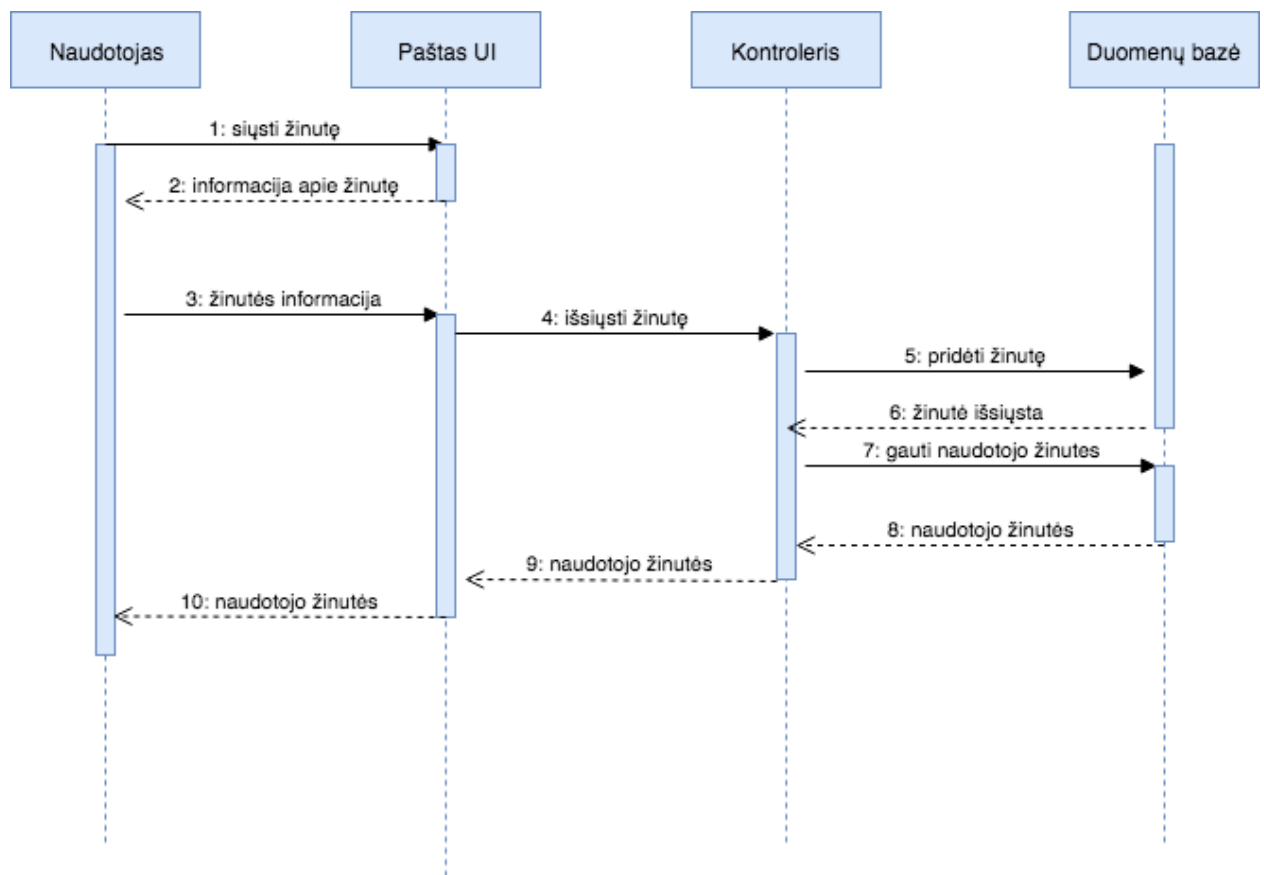 Naudotojas
Paštas UI
Kontroleris
Duomenų bazė
1: siųsti žinutę
2: informacija apie žinutę
3: žinutės informacija
4: išsiųsti žinutę
5: pridėti žinutę
6: žinutė išsiųsta
7: gauti naudotojo žinutes
8: naudotojo žinutės
9: naudotojo žinutės
10: naudotojo žinutės